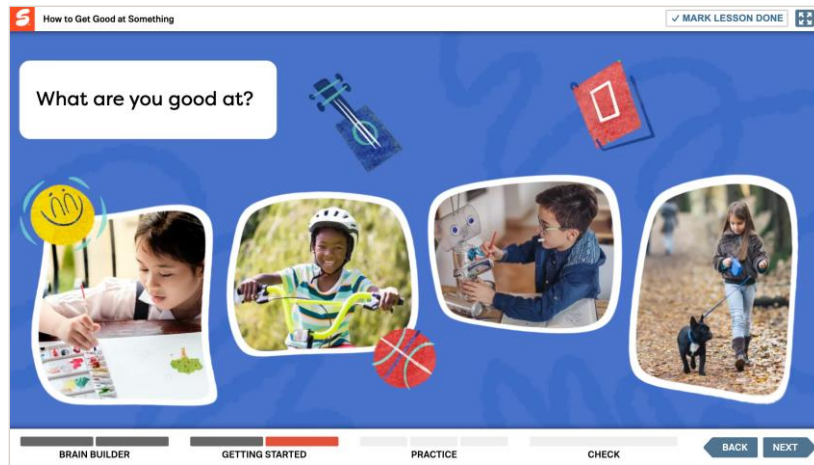 How to Get Good at Something
✓ MARK LESSON DONE
What are you good at?
BRAIN BUILDER
GETTING STARTED
PRACTICE
CHECK
BACK
NEXT